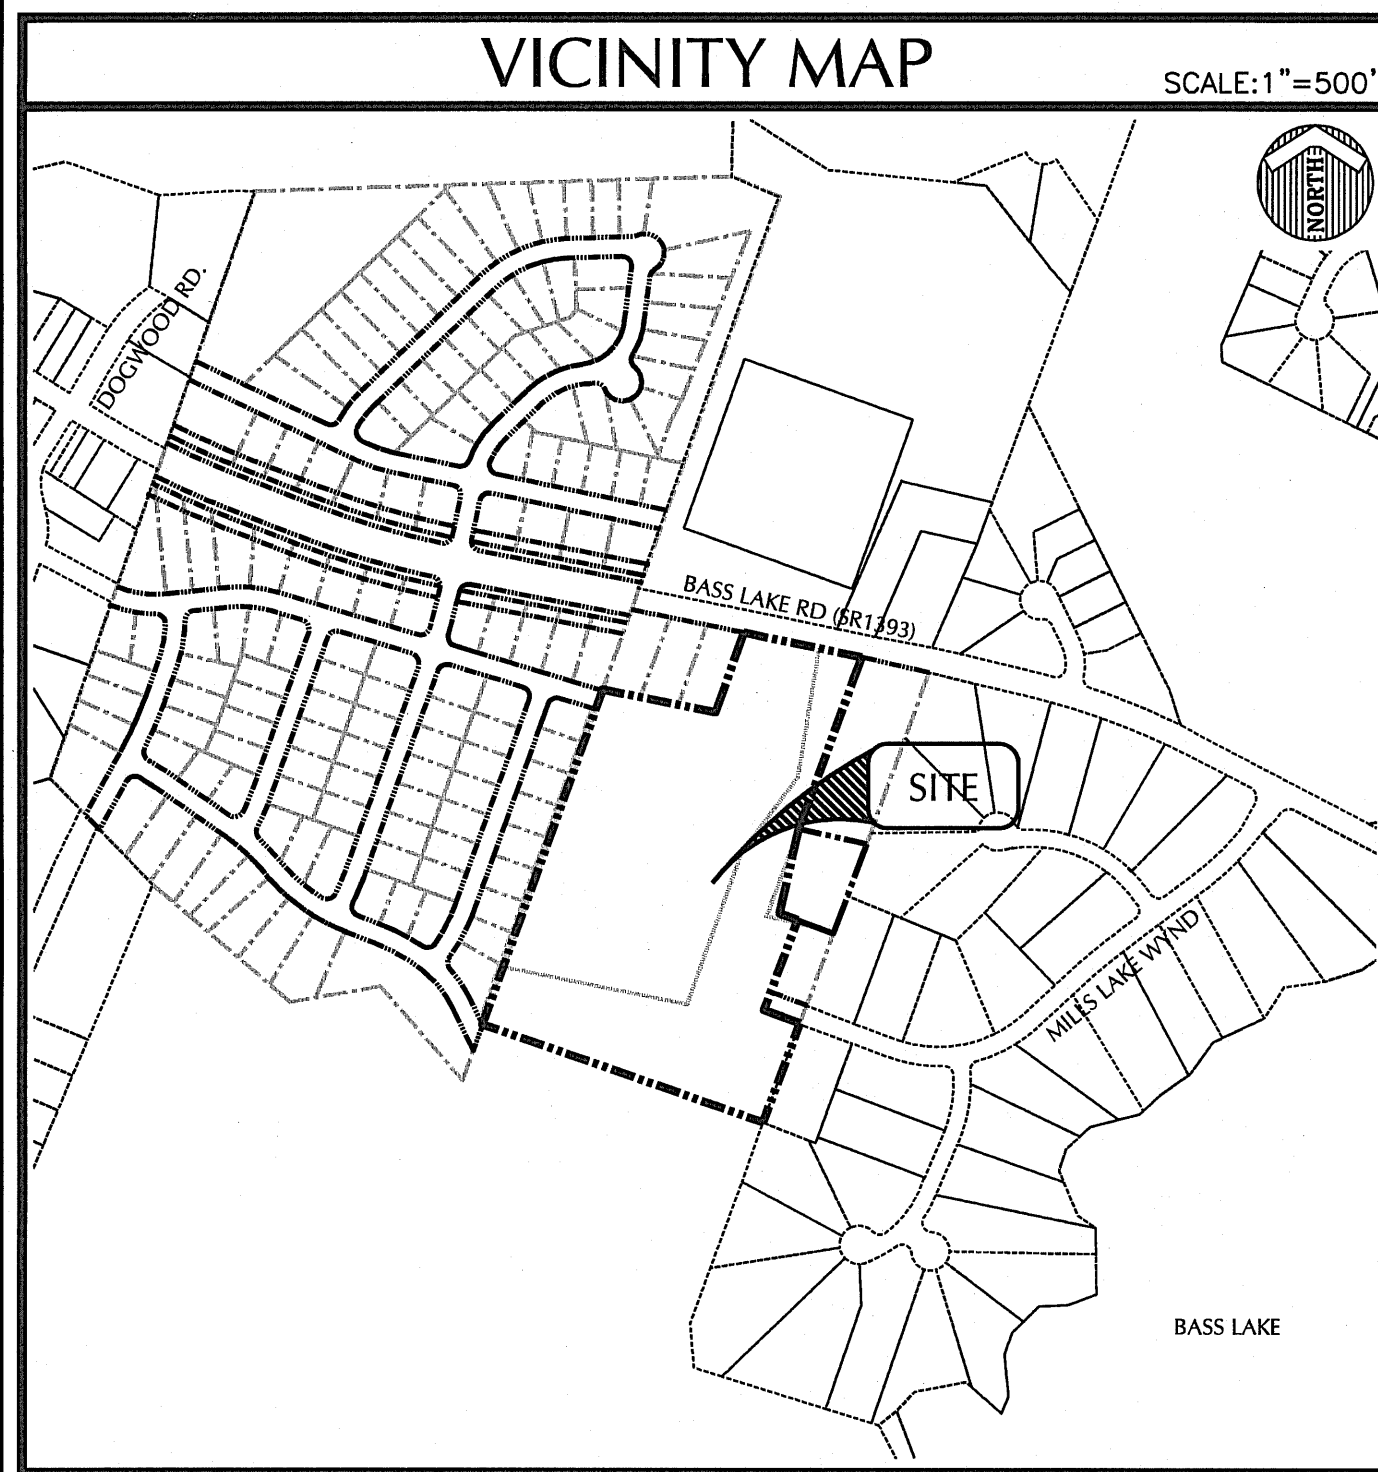 VICINITY MAP
SCALE:1"=500'
NORTH
DOGWOOD RD.
BASS LAKE RD (SR1393)
SITE
MILLS LAKE WYND
BASS LAKE